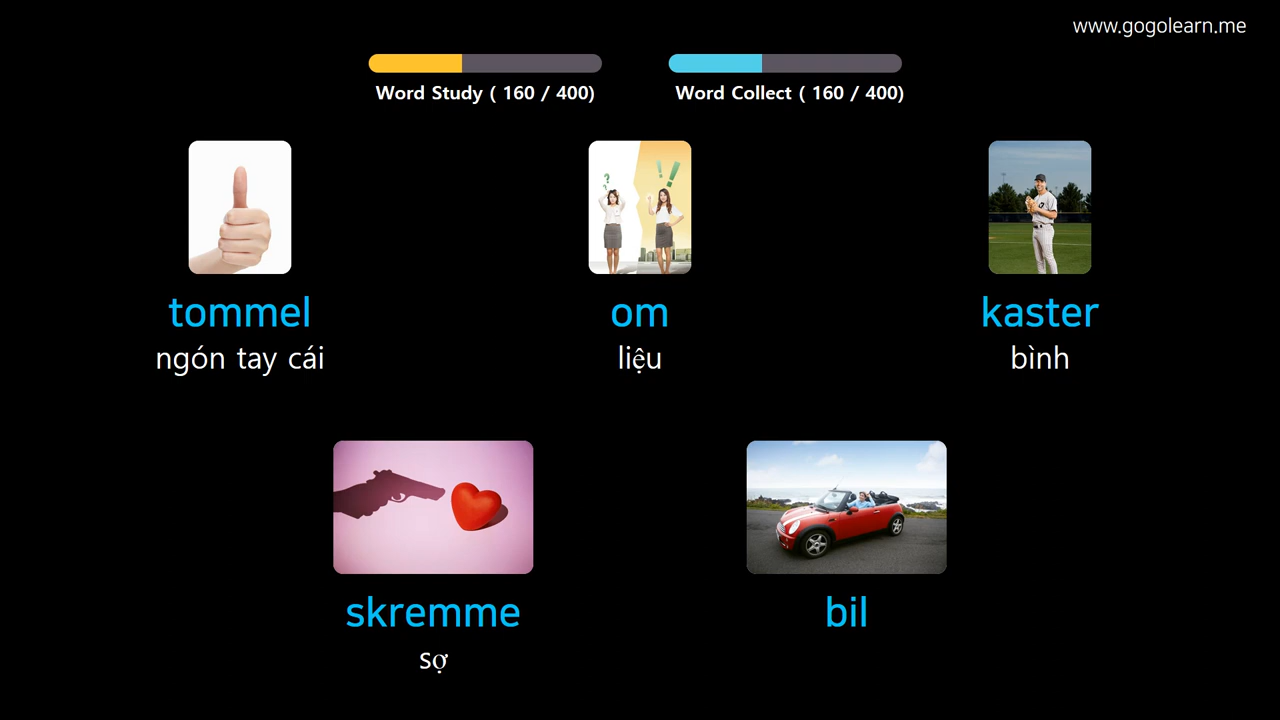 www.gogolearn.me
Word Study ( 160 / 400)
Word Collect ( 160 / 400)
tommel
om
kaster
ngón tay cái
liệu
bình
skremme
bil
sợ